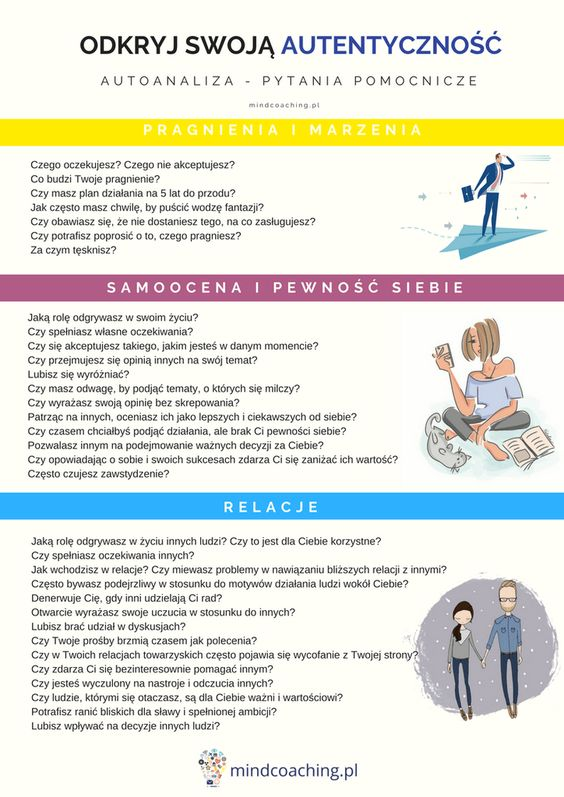 ODKRYJ SWOJĄ AUTENTYCZNOŚĆ
AUTOANALIZA - PYTANIA POMOCNICZE
mindcoaching.pl
PRAGNIENIA I MARZENIA
Czego oczekujesz? Czego nie akceptujesz?
Co budzi Twoje pragnienie?
Czy masz plan działania na 5 lat do przodu?
Jak często masz chwilę, by puścić wodzę fantazji?
Czy obawiasz się, że nie dostaniesz tego, na co zasługujesz?
Czy potrafisz poprosić o to, czego pragniesz?
Za czym tęsknisz?
SAMOOCENA I PEWNOŚĆ SIEBIE
Jaką rolę odgrywasz w swoim życiu?
Czy spełniasz własne oczekiwania?
Czy się akceptujesz takiego, jakim jesteś w danym momencie?
Czy przejmujesz się opinią innych na swój temat?
Lubisz się wyróżniać?
Czy masz odwagę, by podjąć tematy, o których się milczy?
Czy wyrażasz swoją opinię bez skrepowania?
Patrząc na innych, oceniasz ich jako lepszych i ciekawszych od siebie?
Czy czasem chciałbyś podjąć działania, ale brak Ci pewności siebie?
Pozwalasz innym na podejmowanie ważnych decyzji za Ciebie?
Czy opowiadając o sobie i swoich sukcesach zdarza Ci się zaniżać ich wartość?
Często czujesz zawstydzenie?
RELACJE
Jaką rolę odgrywasz w życiu innych ludzi? Czy to jest dla Ciebie korzystne?
Czy spełniasz oczekiwania innych?
Jak wchodzisz w relacje? Czy miewasz problemy w nawiązaniu bliższych relacji z innymi?
Często bywasz podejrzliwy w stosunku do motywów działania ludzi wokół Ciebie?
Denerwuje Cię, gdy inni udzielają Ci rad?
Otwarcie wyrażasz swoje uczucia w stosunku do innych?
Lubisz brać udział w dyskusjach?
Czy Twoje prośby brzmią czasem jak polecenia?
Czy w Twoich relacjach towarzyskich często pojawia się wycofanie z Twojej strony?
Czy zdarza Ci się bezinteresownie pomagać innym?
Czy jesteś wyczulony na nastroje i odczucia innych?
Czy ludzie, którymi się otaczasz, są dla Ciebie ważni i wartościowi?
Potrafisz ranić bliskich dla sławy i spełnionej ambicji?
Lubisz wpływać na decyzje innych ludzi?
mindcoaching.pl